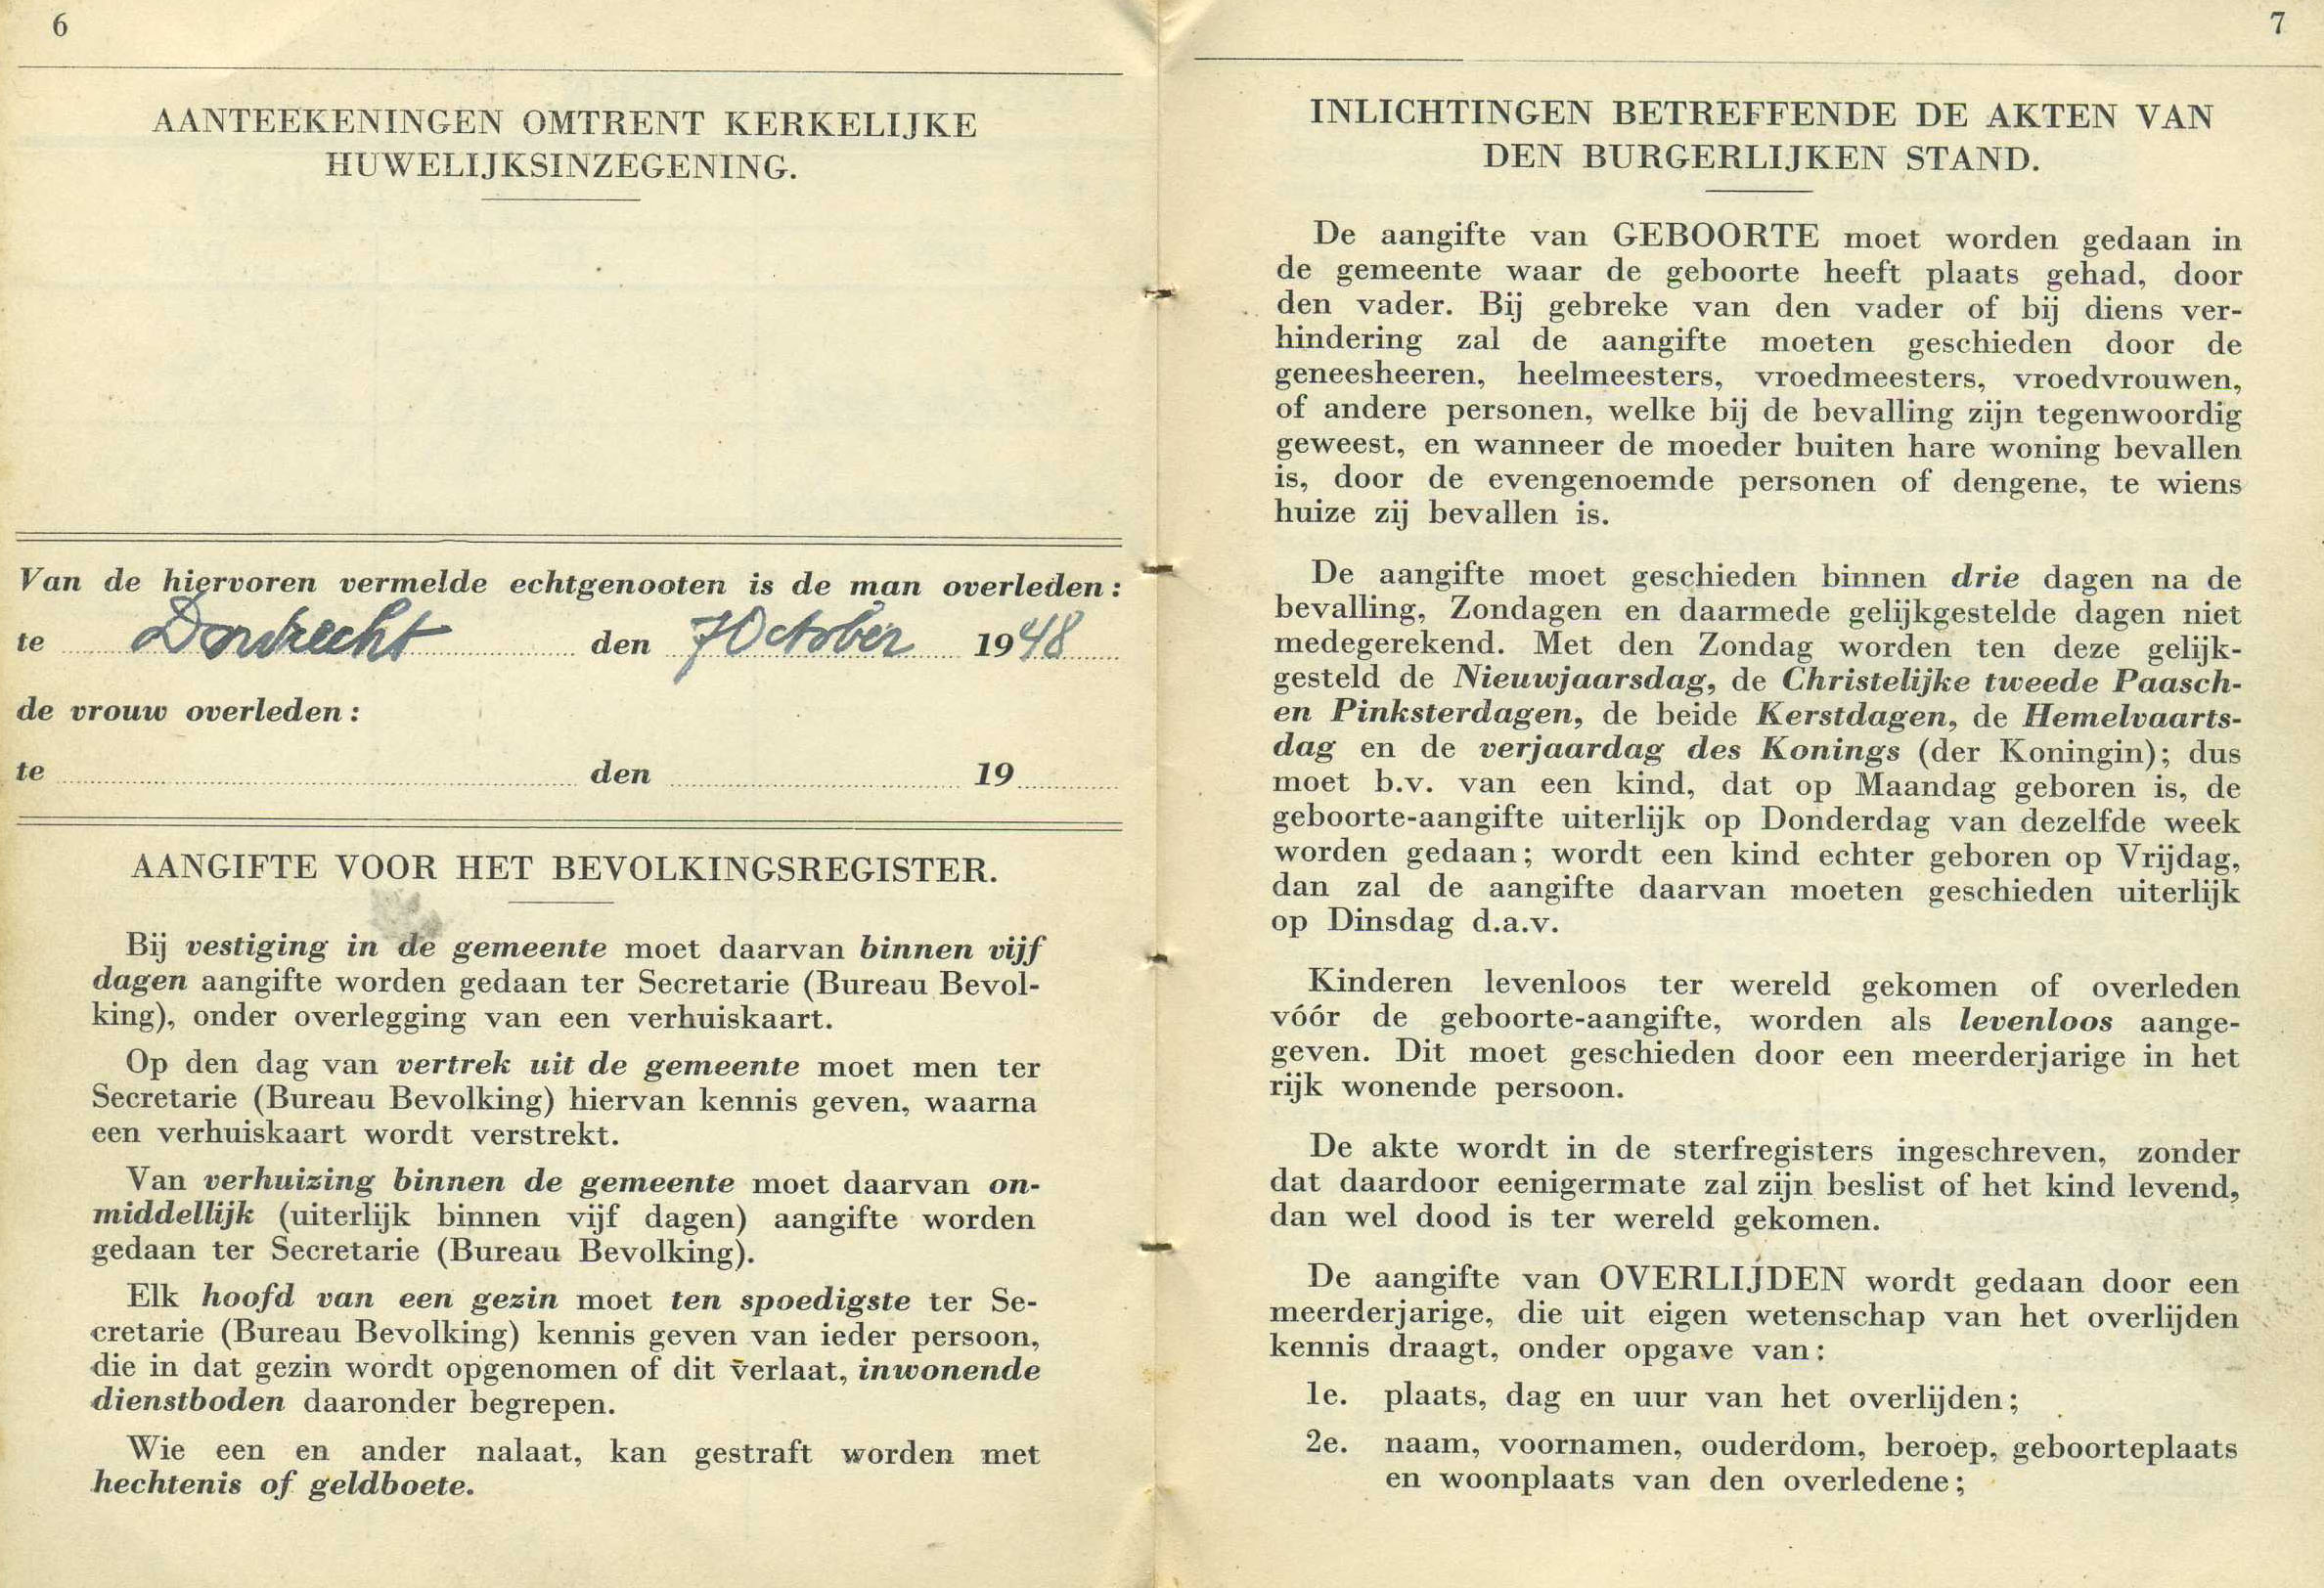 6
AANTEEKENINGEN OMTRENT KERKELIJKE
HUWELIJKSINZEGENING.
Van de hiervoren vermelde echtgenooten is de man overleden:
te Dordrecht den 7 October 1948
de vrouw overleden:
te den 19
AANGIFTE VOOR HET BEVOLKINGSREGISTER.
Bij vestiging in de gemeente moet daarvan binnen vijf
dagen aangifte worden gedaan ter Secretarie (Bureau Bevol-
king), onder overlegging van een verhuiskaart.
Op den dag van vertrek uit de gemeente moet men ter
Secretarie (Bureau Bevolking) hiervan kennis geven, waarna
een verhuiskaart wordt verstrekt.
Van verhuizing binnen de gemeente moet daarvan on-
middellijk (uiterlijk binnen vijf dagen) aangifte worden
gedaan ter Secretarie (Bureau Bevolking).
Elk hoofd van een gezin moet ten spoedigste ter Se-
cretarie (Bureau Bevolking) kennis geven van ieder persoon,
die in dat gezin wordt opgenomen of dit verlaat, inwonende
dienstboden daaronder begrepen.
Wie een en ander nalaat, kan gestraft worden met
hechtenis of geldboete.
7
INLICHTINGEN BETREFFENDE DE AKTEN VAN
DEN BURGERLIJKEN STAND.
De aangifte van GEBOORTE moet worden gedaan in
de gemeente waar de geboorte heeft plaats gehad, door
den vader. Bij gebreke van den vader of bij diens ver-
hindering zal de aangifte moeten geschieden door de
geneesheeren, heelmeesters, vroedmeesters, vroedvrouwen,
of andere personen, welke bij de bevalling zijn tegenwoordig
geweest, en wanneer de moeder buiten hare woning bevallen
is, door de evengenoemde personen of dengene, te wiens
huize zij bevallen is.
De aangifte moet geschieden binnen drie dagen na de
bevalling, Zondagen en daarmede gelijkgestelde dagen niet
medegerekend. Met den Zondag worden ten deze gelijk-
gesteld de Nieuwjaarsdag, de Christelijke tweede Paasch-
en Pinksterdagen, de beide Kerstdagen, de Hemelvaarts-
dag en de verjaardag des Konings (der Koningin); dus
moet b.v. van een kind, dat op Maandag geboren is, de
geboorte-aangifte uiterlijk op Donderdag van dezelfde week
worden gedaan; wordt een kind echter geboren op Vrijdag,
dan zal de aangifte daarvan moeten geschieden uiterlijk
op Dinsdag d.a.v.
Kinderen levenloos ter wereld gekomen of overleden
vóór de geboorte-aangifte, worden als levenloos aange-
geven. Dit moet geschieden door een meerderjarige in het
rijk wonende persoon.
De akte wordt in de sterfregisters ingeschreven, zonder
dat daardoor eenigermate zal zijn beslist of het kind levend,
dan wel dood is ter wereld gekomen.
De aangifte van OVERLIJDEN wordt gedaan door een
meerderjarige, die uit eigen wetenschap van het overlijden
kennis draagt, onder opgave van:
1e. plaats, dag en uur van het overlijden;
2e. naam, voornamen, ouderdom, beroep, geboorteplaats
en woonplaats van den overledene;